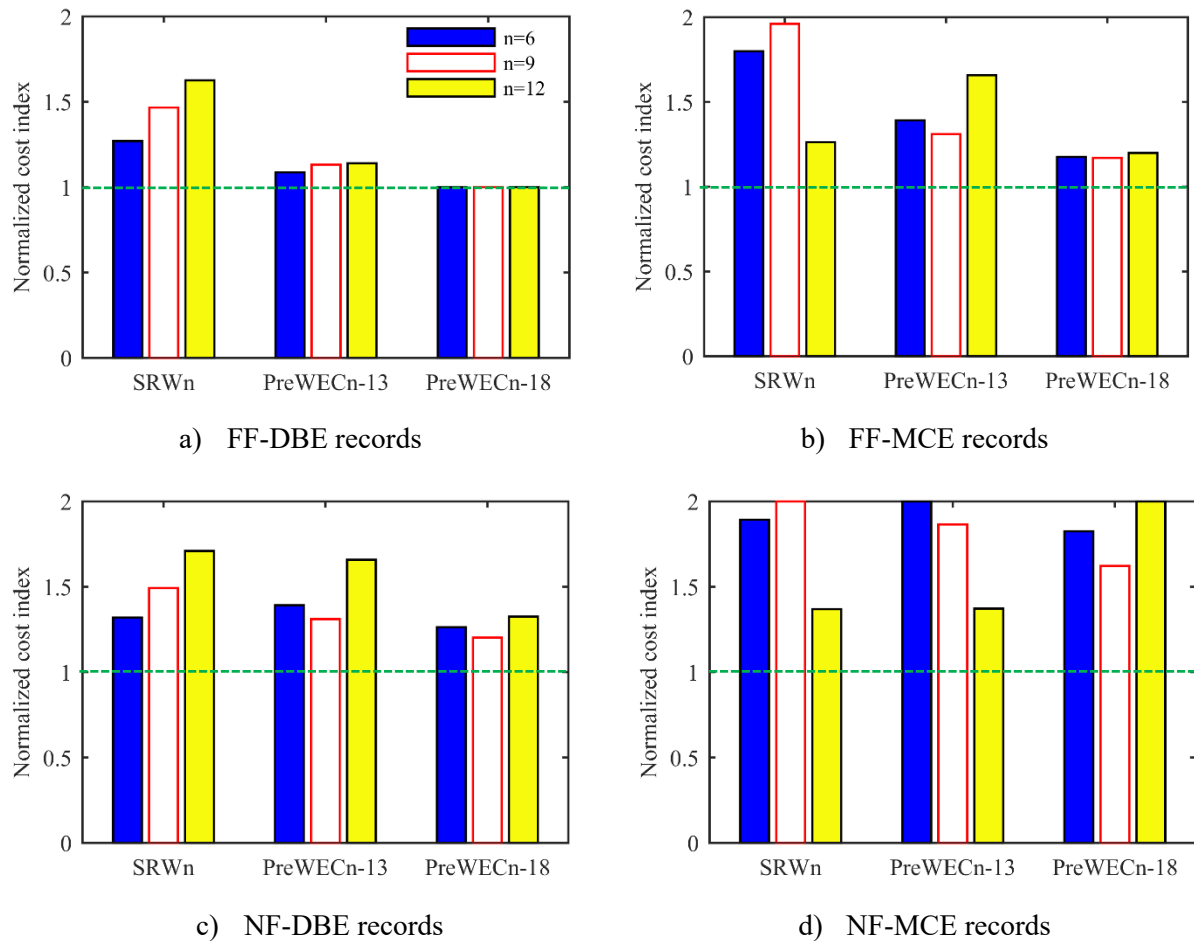 2
1.5
1
0.5
0
Normalized cost index
n=6
n=9
n=12
SRWn PreWECn-13 PreWECn-18
a) FF-DBE records
2
1.5
1
0.5
0
Normalized cost index
SRWn PreWECn-13 PreWECn-18
b) FF-MCE records
2
1.5
1
0.5
0
Normalized cost index
SRWn PreWECn-13 PreWECn-18
c) NF-DBE records
2
1.5
1
0.5
0
Normalized cost index
SRWn PreWECn-13 PreWECn-18
d) NF-MCE records